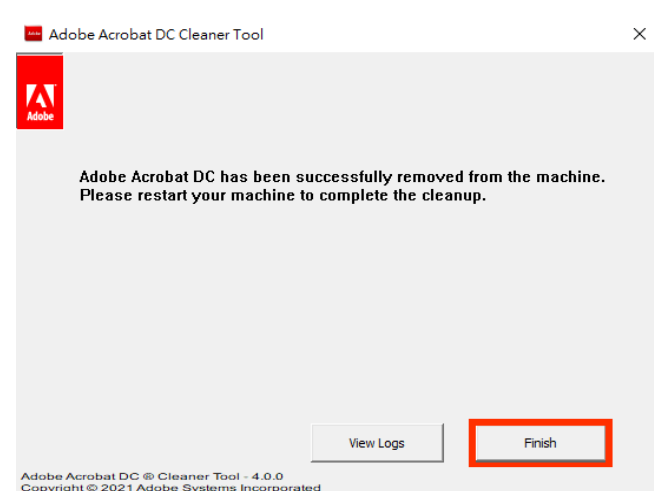 Adobe Acrobat DC Cleaner Tool
Adobe
Adobe Acrobat DC has been successfully removed from the machine.
Please restart your machine to complete the cleanup.
View Logs
Finish
Adobe Acrobat DC ® Cleaner Tool - 4.0.0
Copyright © 2021 Adobe Systems Incorporated